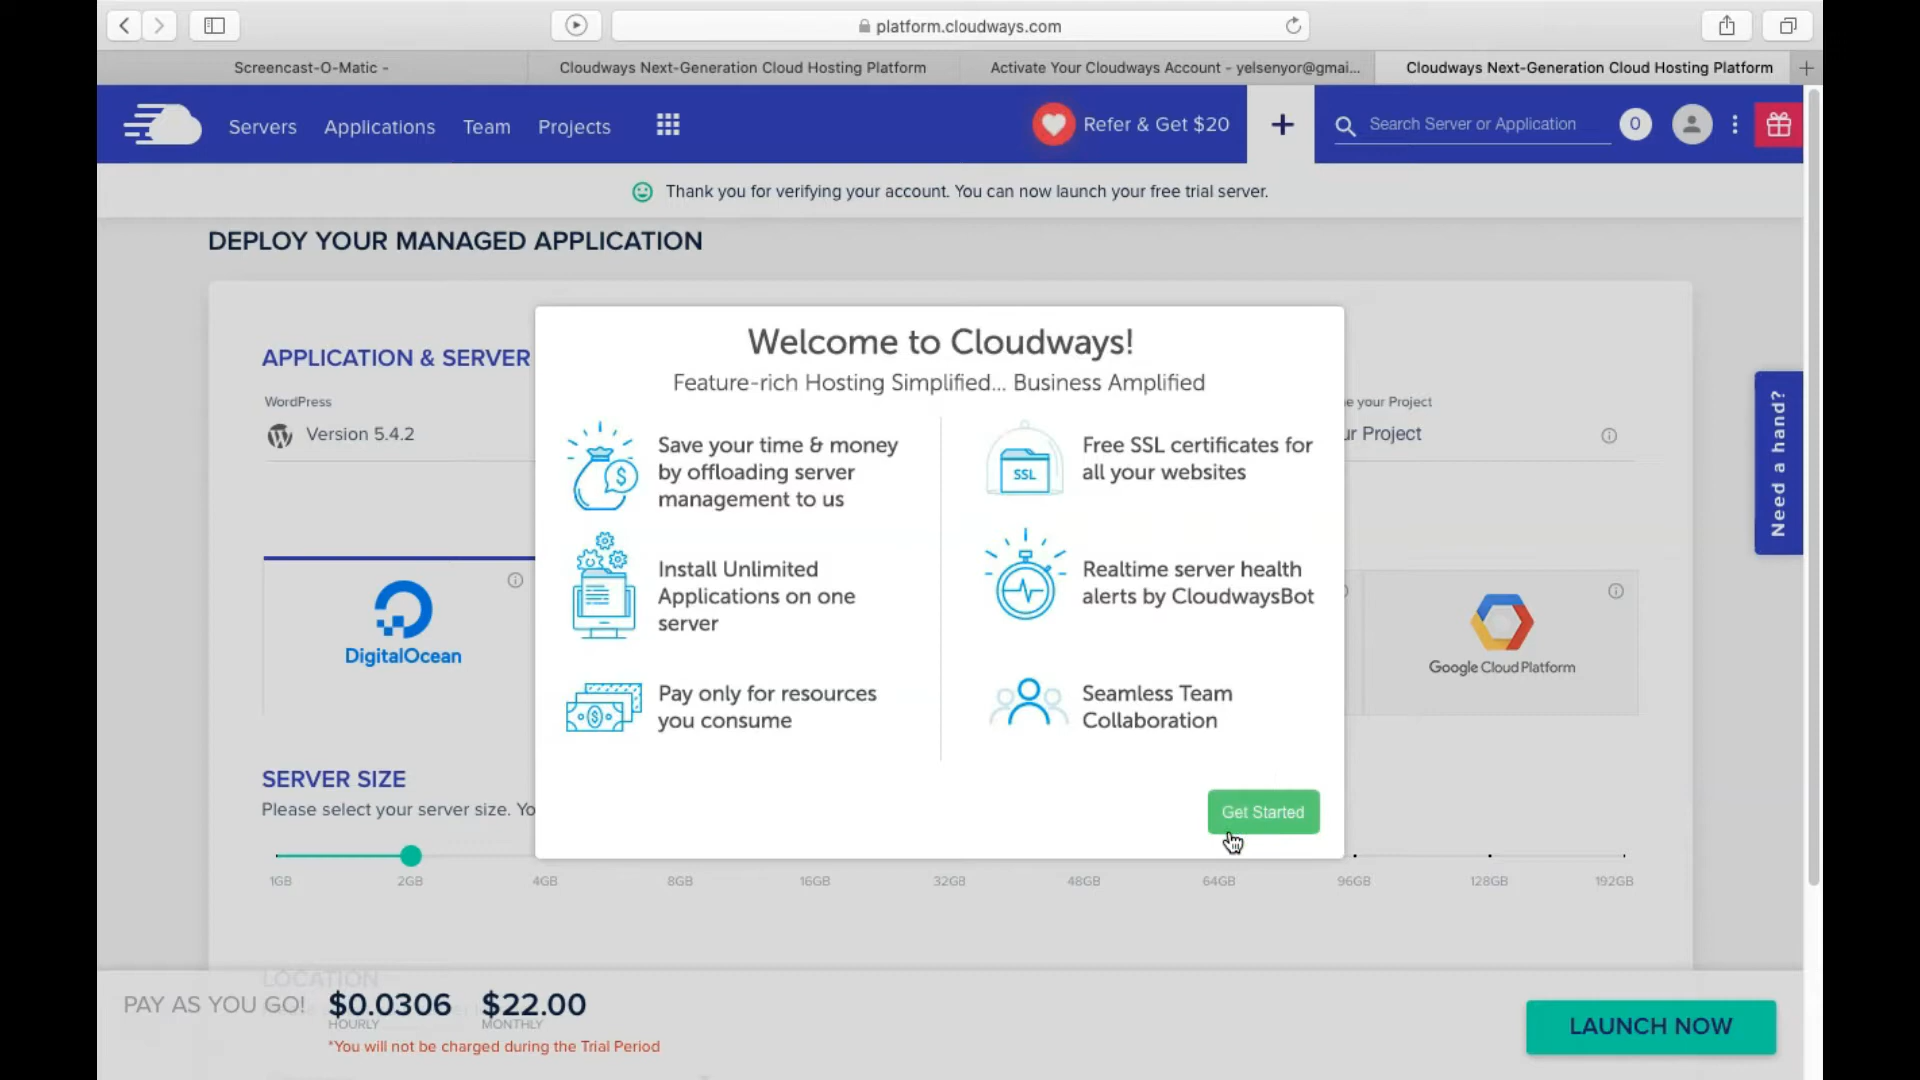 platform.cloudways.com
Screencast-O-Matic -
Cloudways Next-Generation Cloud Hosting Platform
Activate Your Cloudways Account - yelsenyor@gmai...
Cloudways Next-Generation Cloud Hosting Platform
Servers
Applications
Team
Projects
Refer & Get $20
Search Server or Application
0
Thank you for verifying your account. You can now launch your free trial server.
DEPLOY YOUR MANAGED APPLICATION
Welcome to Cloudways!
Feature-rich Hosting Simplified... Business Amplified
APPLICATION & SERVER
WordPress
Version 5.4.2
e your Project
ur Project
Save your time & money
by offloading server
management to us
Free SSL certificates for
all your websites
SSL
Install Unlimited
Applications on one
server
Realtime server health
alerts by CloudwaysBot
Pay only for resources
you consume
Seamless Team
Collaboration
Get Started
Need a hand?
DigitalOcean
Google Cloud Platform
SERVER SIZE
Please select your server size. Yo
1GB
2GB
4GB
8GB
16GB
32GB
48GB
64GB
96GB
128GB
192GB
LOCATION
PAY AS YOU GO!
$0.0306
HOURLY
$22.00
MONTHLY
*You will not be charged during the Trial Period
LAUNCH NOW